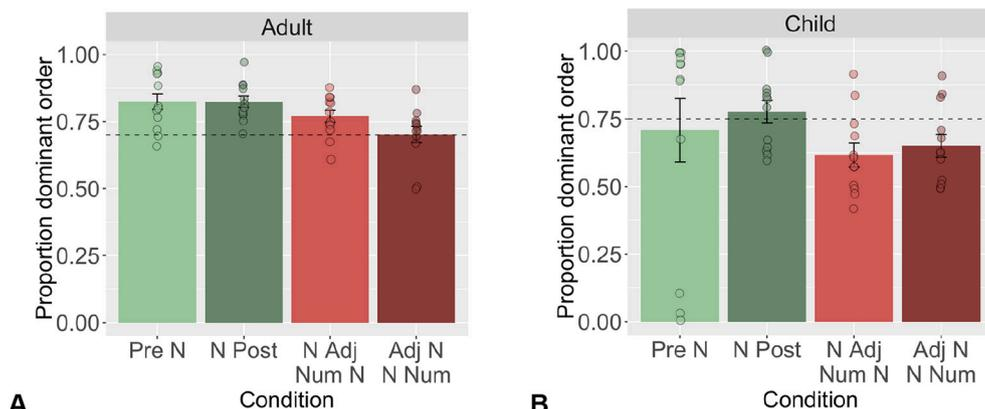 Adult
Proportion dominant order
1.00
0.75
0.50
0.25
0.00
Pre N
N Post
N Adj
Num N
Adj N
N Num
Condition
A
Child
Proportion dominant order
1.00
0.75
0.50
0.25
0.00
Pre N
N Post
N Adj
Num N
Adj N
N Num
Condition
B